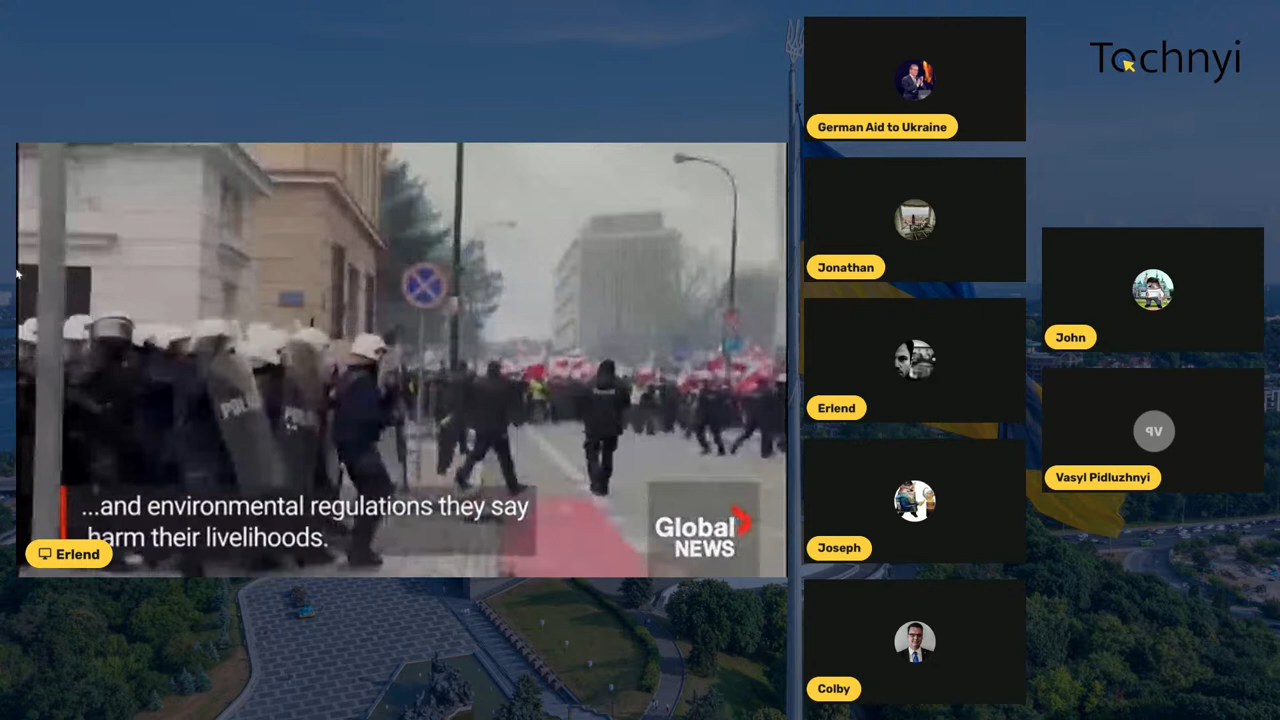 Technyi
German Aid to Ukraine
Jonathan
Erlend
Joseph
Colby
John
VP
Vasyl Pidluzhnyi
...and environmental regulations they say
harm their livelihoods.
Global
NEWS
Erlend